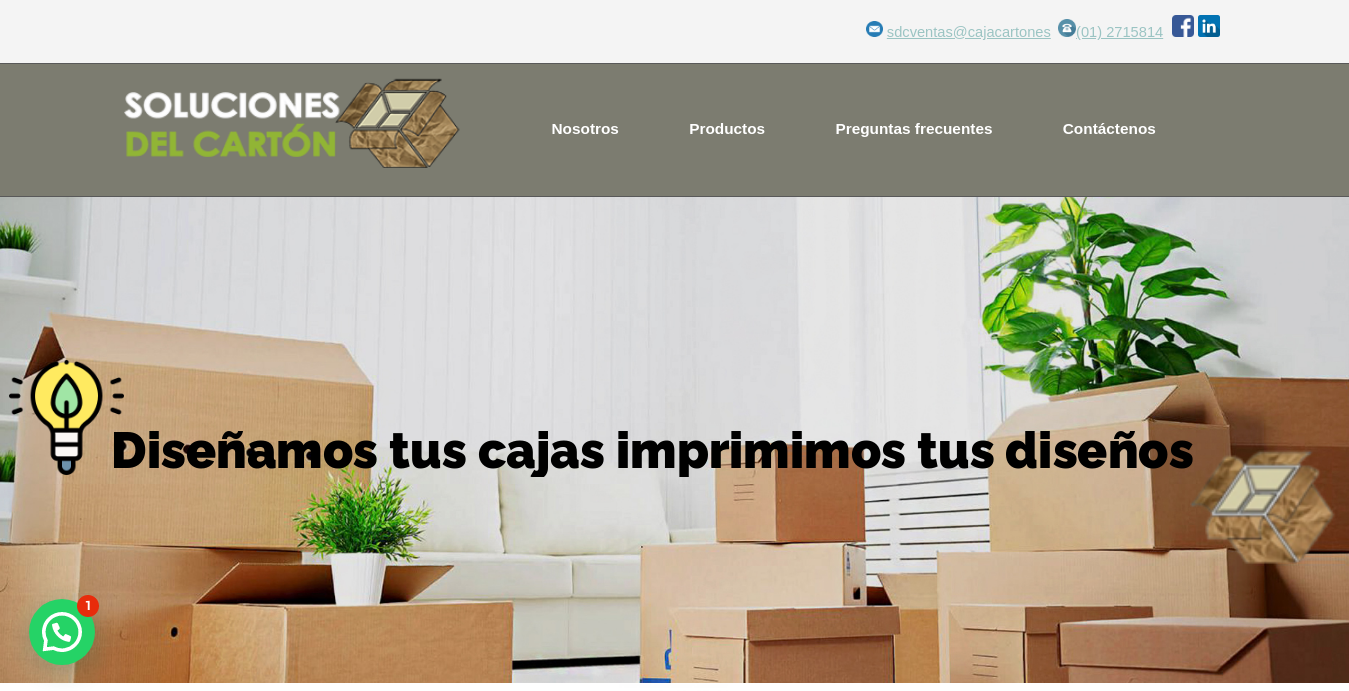 sdcventas@cajacartones (01) 2715814
SOLUCIONES
DEL CARTÓN
Nosotros Productos Preguntas frecuentes Contáctenos
Diseñamos tus cajas imprimimos tus diseños
1